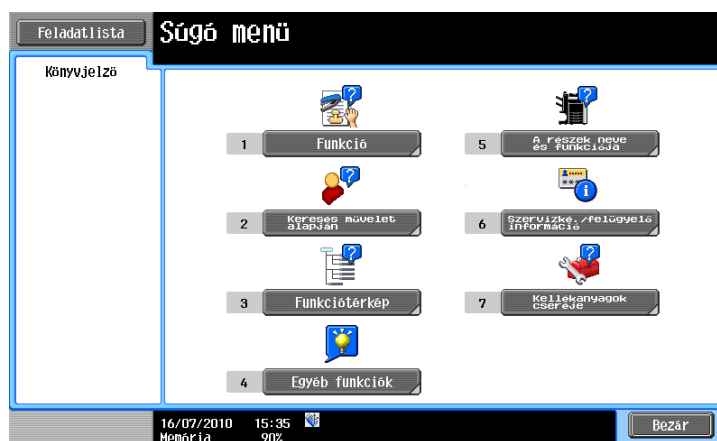 Feladatlista
Súgó menü
Könyvjelző
1
Funkció
5
A részek neve
és funkciója
2
Keresés művelet
alapján
6
Szervizké./felügyelő
információ
3
Funkciótérkép
7
Kellékanyagok
cseréje
4
Egyéb funkciók
16/07/2010 15:35
Memória 90%
Bezár